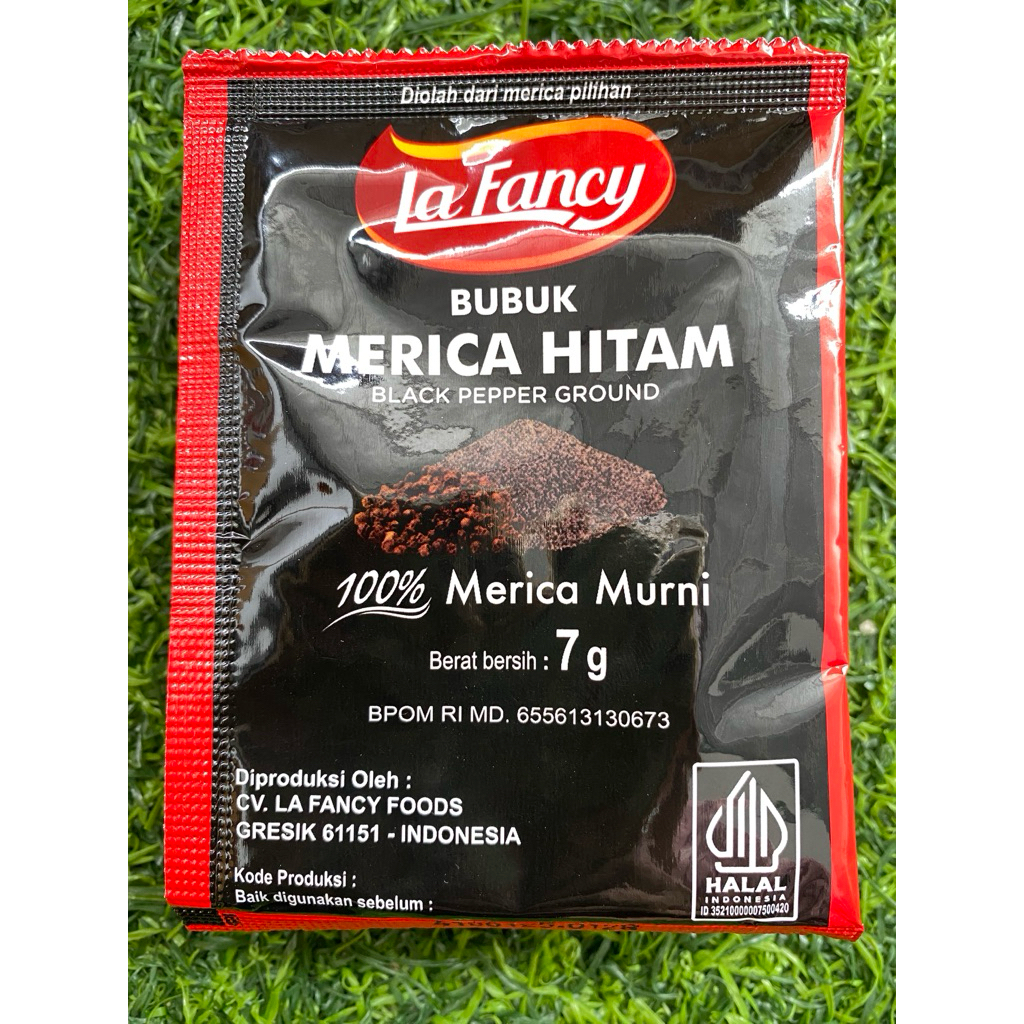 Diolah dari merica pilihan
La Fancy
BUBUK
MERICA HITAM
BLACK PEPPER GROUND
100% Merica Murni
Berat bersih : 7 g
BPOM RI MD. 655613130673
Diproduksi Oleh :
CV. LA FANCY FOODS
GRESIK 61151 - INDONESIA
Kode Produksi :
Baik digunakan sebelum :
HALAL
INDONESIA
ID 35210000007500420